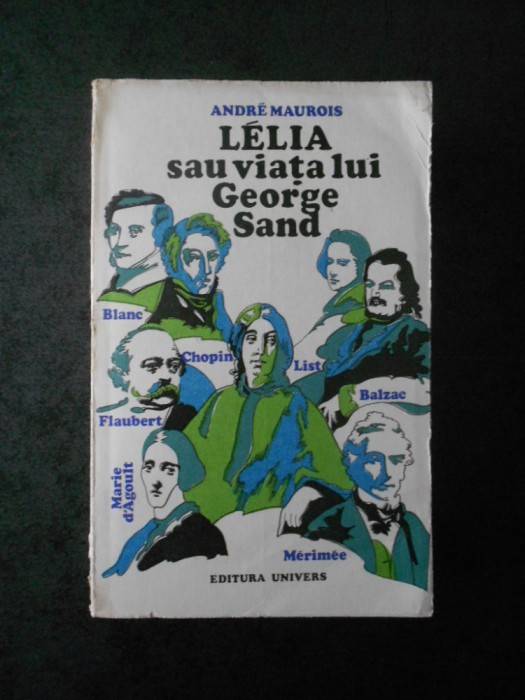 ANDRÉ MAUROIS
LÉLIA
sau viața lui
George
Sand
Blanc
Chopin
List
Balzac
Flaubert
Marie
d'Agoult
Mérimée
EDITURA UNIVERS